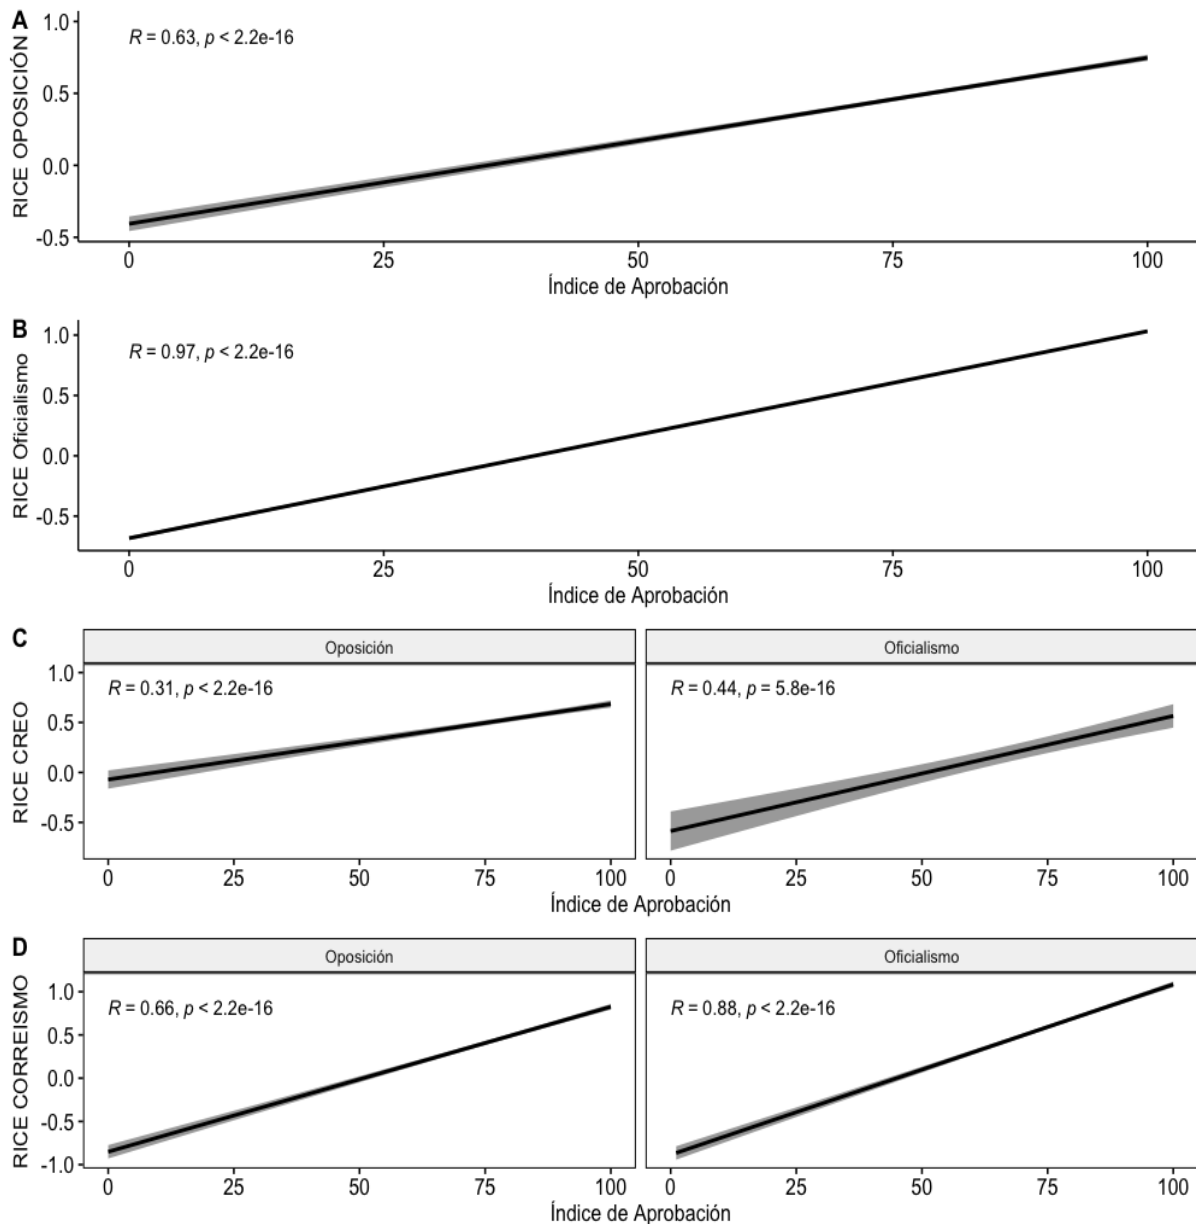 A
R = 0.63, p < 2.2e-16
RICE OPOSICIÓN
1.0
0.5
0.0
-0.5
0 25 50 75 100
Índice de Aprobación
B
R = 0.97, p < 2.2e-16
RICE Oficialismo
1.0
0.5
0.0
-0.5
0 25 50 75 100
Índice de Aprobación
C
Oposición Oficialismo
R = 0.31, p < 2.2e-16 R = 0.44, p = 5.8e-16
RICE CREO
1.0
0.5
0.0
-0.5
0 25 50 75 100 0 25 50 75 100
Índice de Aprobación
D
Oposición Oficialismo
R = 0.66, p < 2.2e-16 R = 0.88, p < 2.2e-16
RICE CORREISMO
1.0
0.5
0.0
-0.5
-1.0
0 25 50 75 100 0 25 50 75 100
Índice de Aprobación